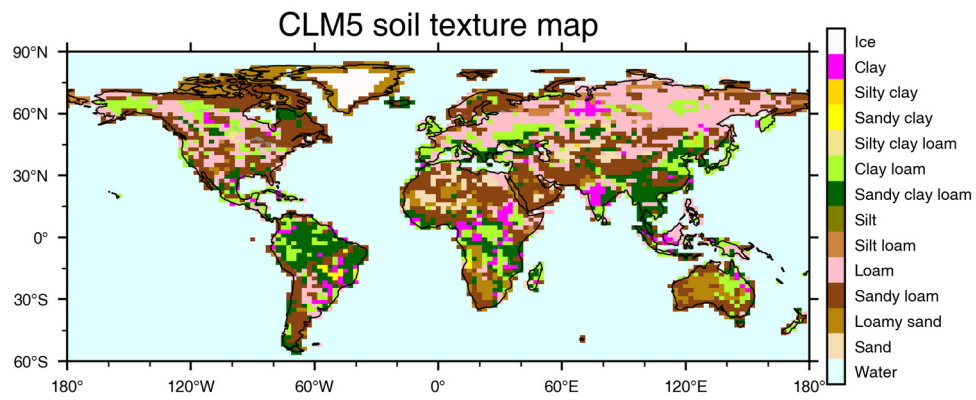 CLM5 soil texture map
90°N
60°N
30°N
0°
30°S
60°S
180°
120°W
60°W
0°
60°E
120°E
180°
Ice
Clay
Silty clay
Sandy clay
Silty clay loam
Clay loam
Sandy clay loam
Silt
Silt loam
Loam
Sandy loam
Loamy sand
Sand
Water